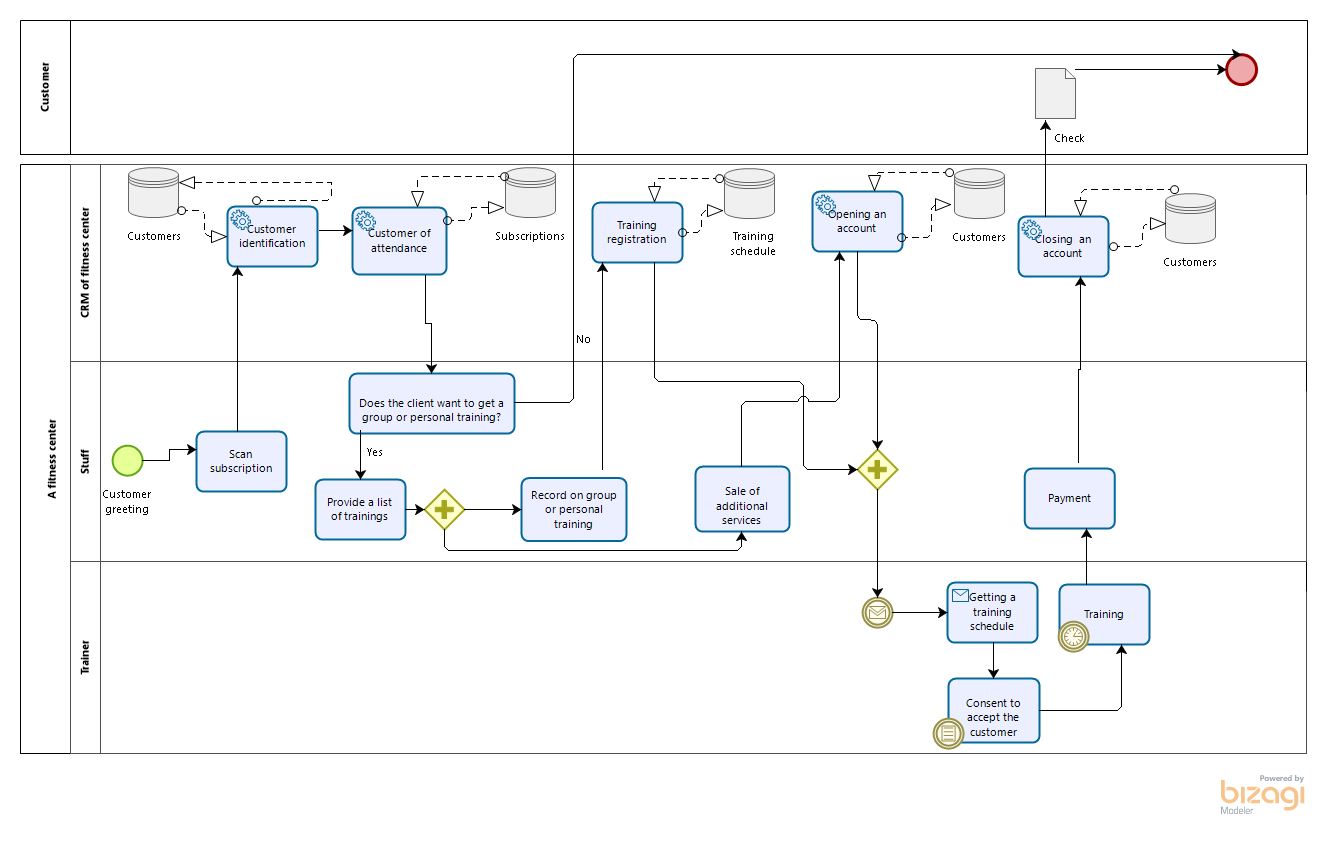 Customer
Check
CRM of fitness center
Customers
Customer
identification
Customer of
attendance
Subscriptions
Training
registration
Training
schedule
Opening an
account
Customers
Closing  an
account
Customers
No
A fitness center
Stuff
Customer
greeting
Scan
subscription
Does the client want to get a
group or personal training?
Yes
Provide a list
of trainings
Record on group
or personal
training
Sale of
additional
services
Payment
Trainer
Getting a
training
schedule
Training
Consent to
accept the
customer
Powered by
bizagi
Modeler